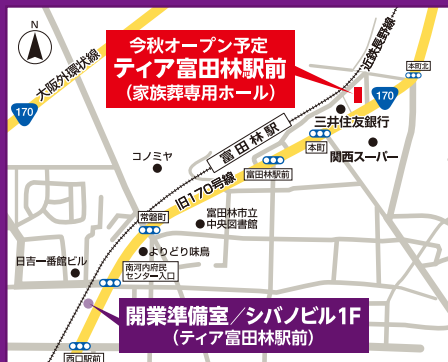 N
今秋オープン予定
ティア富田林駅前
(家族葬専用ホール)
近鉄長野線
本町北
大阪外環状線
170
170
三井住友銀行
関西スーパー
コノミヤ
富田林駅
本町
富田林駅前
旧170号線
常磐町
富田林市立
中央図書館
よりどり味鳥
日吉一番館ビル
南河内府民
センター入口
開業準備室／シバノビル1F
(ティア富田林駅前)
西口駅前